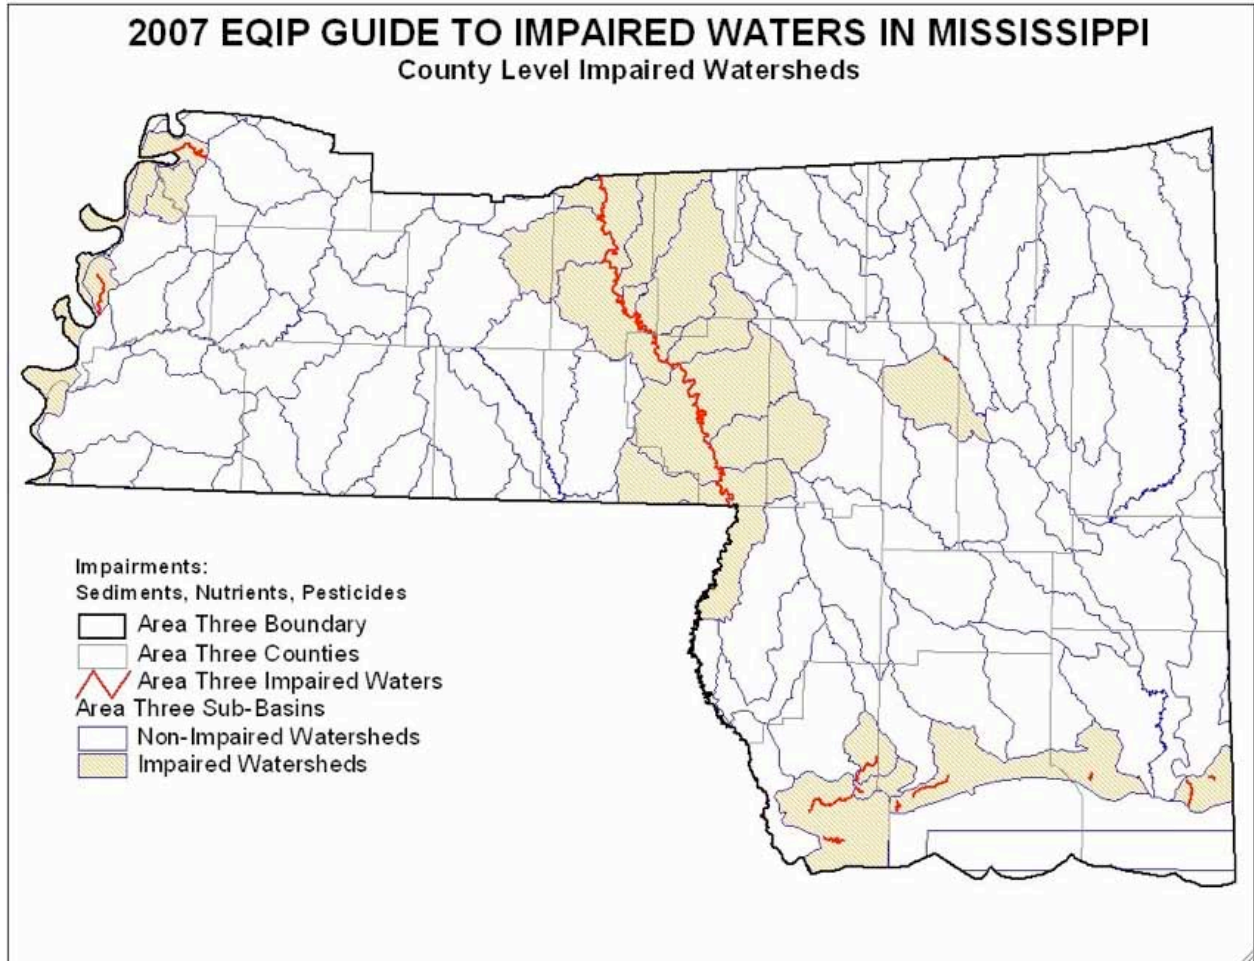 2007 EQIP GUIDE TO IMPAIRED WATERS IN MISSISSIPPI
County Level Impaired Watersheds
Impairments:
Sediments, Nutrients, Pesticides
Area Three Boundary
Area Three Counties
Area Three Impaired Waters
Area Three Sub-Basins
Non-Impaired Watersheds
Impaired Watersheds